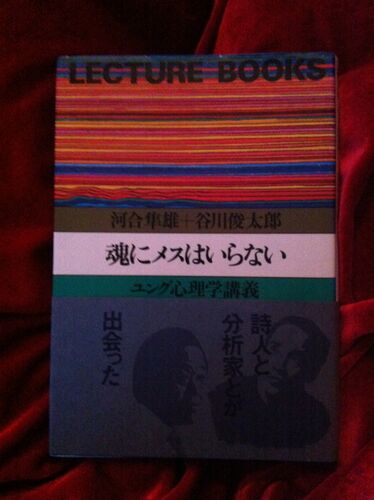 LECTURE BOOKS
河合隼雄+谷川俊太郎
魂にメスはいらない
ユング心理学講義
詩人と
分析家とが
出会った